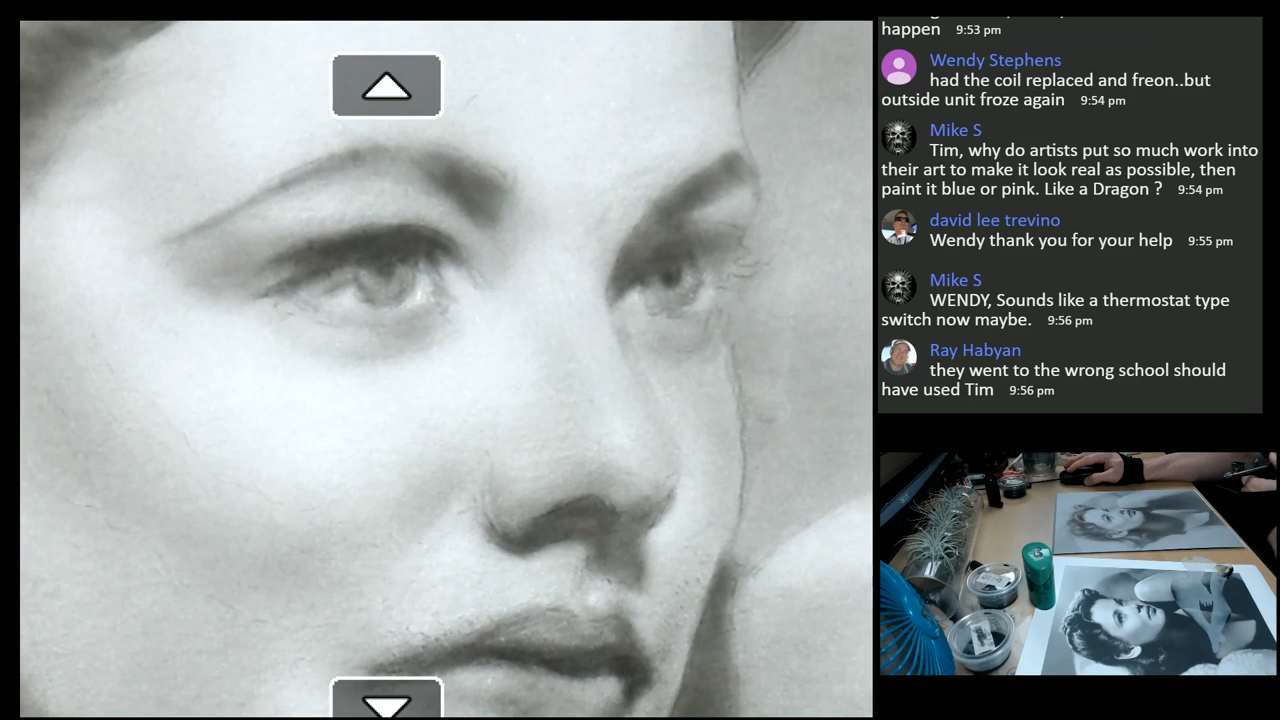 happen 9:53 pm
Wendy Stephens
had the coil replaced and freon..but
outside unit froze again 9:54 pm
Mike S
Tim, why do artists put so much work into
their art to make it look real as possible, then
paint it blue or pink. Like a Dragon ? 9:54 pm
david lee trevino
Wendy thank you for your help 9:55 pm
Mike S
WENDY, Sounds like a thermostat type
switch now maybe. 9:56 pm
Ray Habyan
they went to the wrong school should
have used Tim 9:56 pm